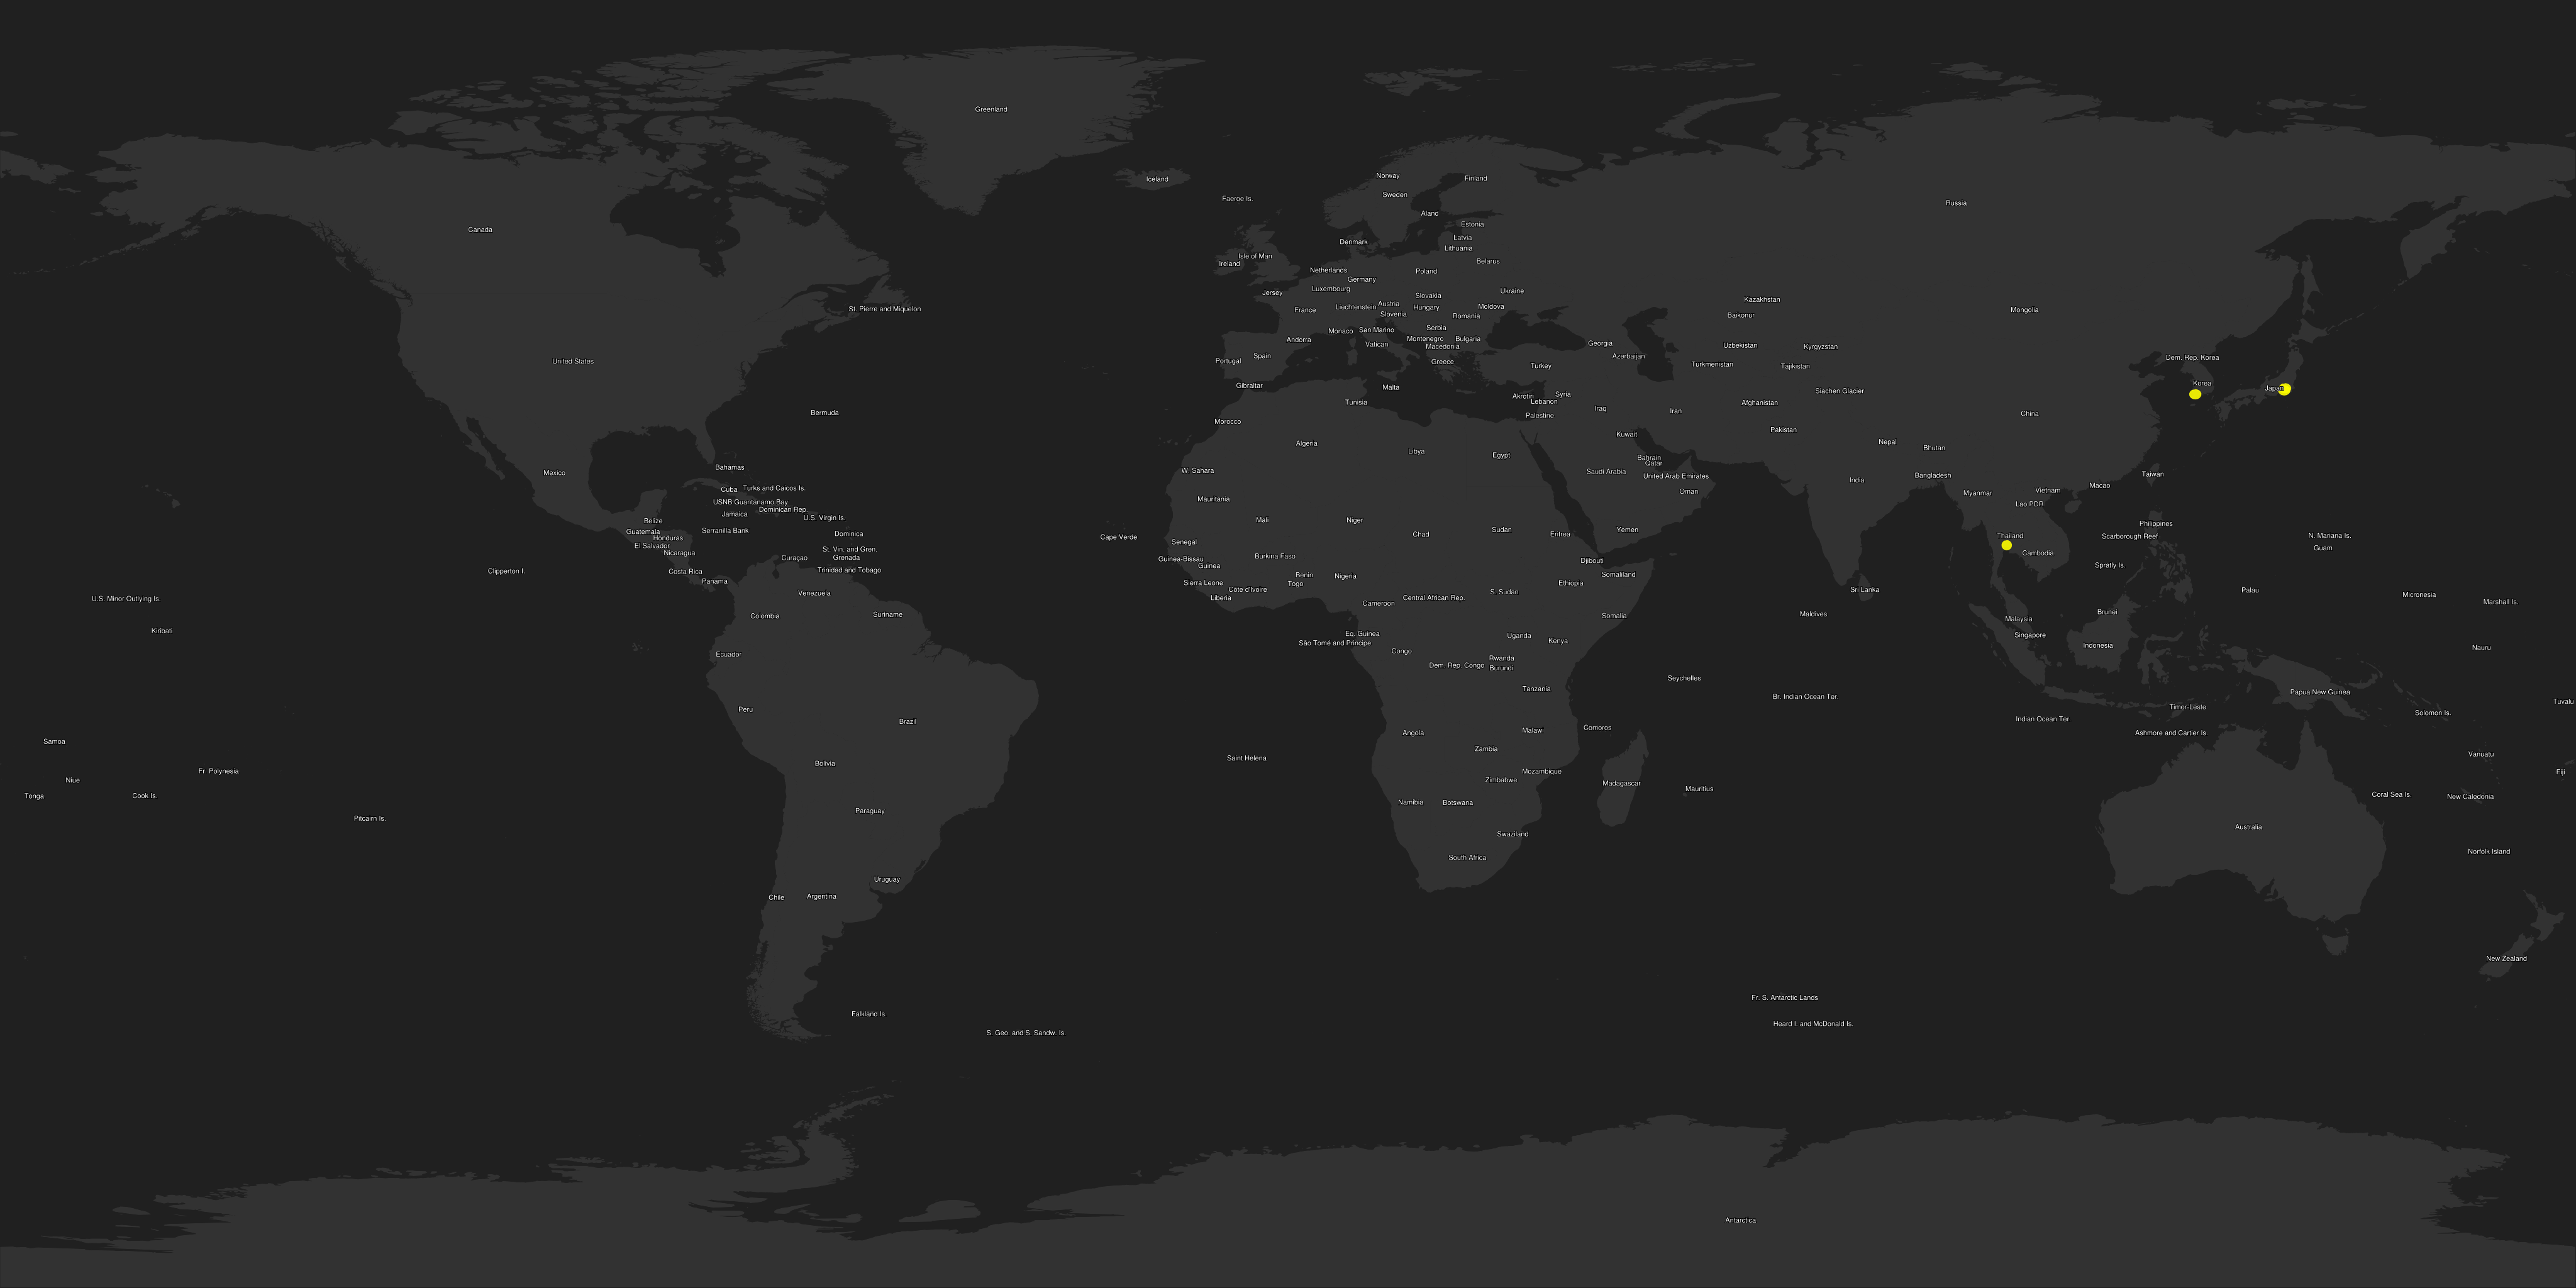 Greenland
Norway
Finland
Iceland
Sweden
Faeroe Is.
Russia
Aland
Estonia
Canada
Latvia
Denmark
Lithuania
Isle of Man
Ireland
Belarus
Netherlands
Poland
Germany
Luxembourg
Ukraine
Jersey
Slovakia
Kazakhstan
Austria
Liechtenstein
Hungary
Moldova
St. Pierre and Miquelon
France
Mongolia
Slovenia
Romania
Baikonur
Serbia
San Marino
Monaco
Andorra
Montenegro
Bulgaria
Georgia
Vatican
Macedonia
Uzbekistan
Kyrgyzstan
Spain
Azerbaijan
Dem. Rep. Korea
Portugal
United States
Greece
Turkey
Turkmenistan
Tajikistan
Korea
Gibraltar
Malta
Japan
Siachen Glacier
Akrotiri
Syria
Lebanon
Tunisia
Afghanistan
Iraq
Iran
Bermuda
China
Palestine
Morocco
Pakistan
Kuwait
Algeria
Nepal
Bhutan
Libya
Egypt
Bahrain
Qatar
Bahamas
W. Sahara
Saudi Arabia
Mexico
Taiwan
United Arab Emirates
Bangladesh
India
Macao
Cuba
Turks and Caicos Is.
Vietnam
Oman
Myanmar
Mauritania
USNB Guantanamo Bay
Lao PDR
Dominican Rep.
Jamaica
U.S. Virgin Is.
Belize
Mali
Niger
Philippines
Serranilla Bank
Sudan
Yemen
Guatemala
Dominica
Chad
Eritrea
Thailand
Scarborough Reef
N. Mariana Is.
Cape Verde
Honduras
Senegal
El Salvador
Guam
St. Vin. and Gren.
Nicaragua
Cambodia
Burkina Faso
Curaçao
Grenada
Guinea-Bissau
Djibouti
Guinea
Spratly Is.
Clipperton I.
Costa Rica
Trinidad and Tobago
Benin
Nigeria
Somaliland
Panama
Sierra Leone
Togo
Ethiopia
Côte d'Ivoire
Sri Lanka
Palau
Venezuela
S. Sudan
Micronesia
U.S. Minor Outlying Is.
Liberia
Central African Rep.
Marshall Is.
Cameroon
Brunei
Maldives
Suriname
Colombia
Somalia
Malaysia
Kiribati
Eq. Guinea
Singapore
Uganda
Kenya
São Tomé and Principe
Indonesia
Nauru
Congo
Ecuador
Rwanda
Dem. Rep. Congo
Burundi
Seychelles
Tanzania
Papua New Guinea
Br. Indian Ocean Ter.
Tuvalu
Timor-Leste
Peru
Solomon Is.
Indian Ocean Ter.
Brazil
Comoros
Malawi
Angola
Ashmore and Cartier Is.
Samoa
Zambia
Vanuatu
Saint Helena
Bolivia
Fr. Polynesia
Mozambique
Fiji
Niue
Zimbabwe
Madagascar
Mauritius
Coral Sea Is.
Tonga
Cook Is.
New Caledonia
Namibia
Botswana
Paraguay
Pitcairn Is.
Australia
Swaziland
Norfolk Island
South Africa
Uruguay
Argentina
Chile
New Zealand
Fr. S. Antarctic Lands
Falkland Is.
Heard I. and McDonald Is.
S. Geo. and S. Sandw. Is.
Antarctica